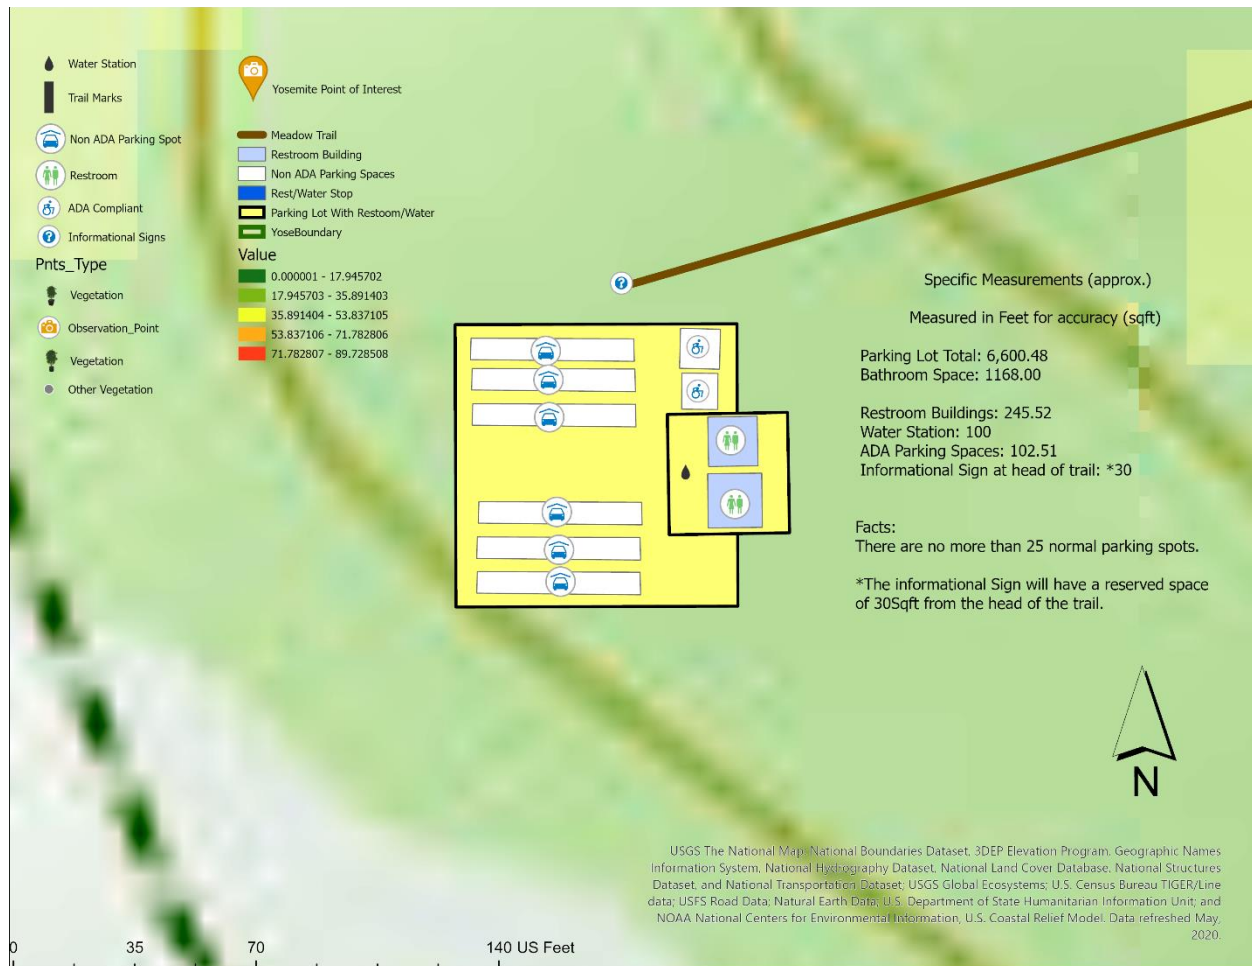 Water Station
Trail Marks
Non ADA Parking Spot
Restroom
ADA Compliant
Informational Signs
Pnts_Type
Vegetation
Observation_Point
Vegetation
Other Vegetation
Yosemite Point of Interest
Meadow Trail
Restroom Building
Non ADA Parking Spaces
Rest/Water Stop
Parking Lot With Restoom/Water
YoseBoundary
Value
0.000001 - 17.945702
17.945703 - 35.891403
35.891404 - 53.837105
53.837106 - 71.782806
71.782807 - 89.728508
Specific Measurements (approx.)
Measured in Feet for accuracy (sqft)
Parking Lot Total: 6,600.48
Bathroom Space: 1168.00
Restroom Buildings: 245.52
Water Station: 100
ADA Parking Spaces: 102.51
Informational Sign at head of trail: *30
Facts:
There are no more than 25 normal parking spots.
*The informational Sign will have a reserved space
of 30Sqft from the head of the trail.
N
USGS The National Map: National Boundaries Dataset, 3DEP Elevation Program, Geographic Names
Information System, National Hydrography Dataset, National Land Cover Database, National Structures
Dataset, and National Transportation Dataset; USGS Global Ecosystems; U.S. Census Bureau TIGER/Line
data; USFS Road Data; Natural Earth Data; U.S. Department of State Humanitarian Information Unit; and
NOAA National Centers for Environmental Information, U.S. Coastal Relief Model. Data refreshed May,
2020.
0 35 70 140 US Feet